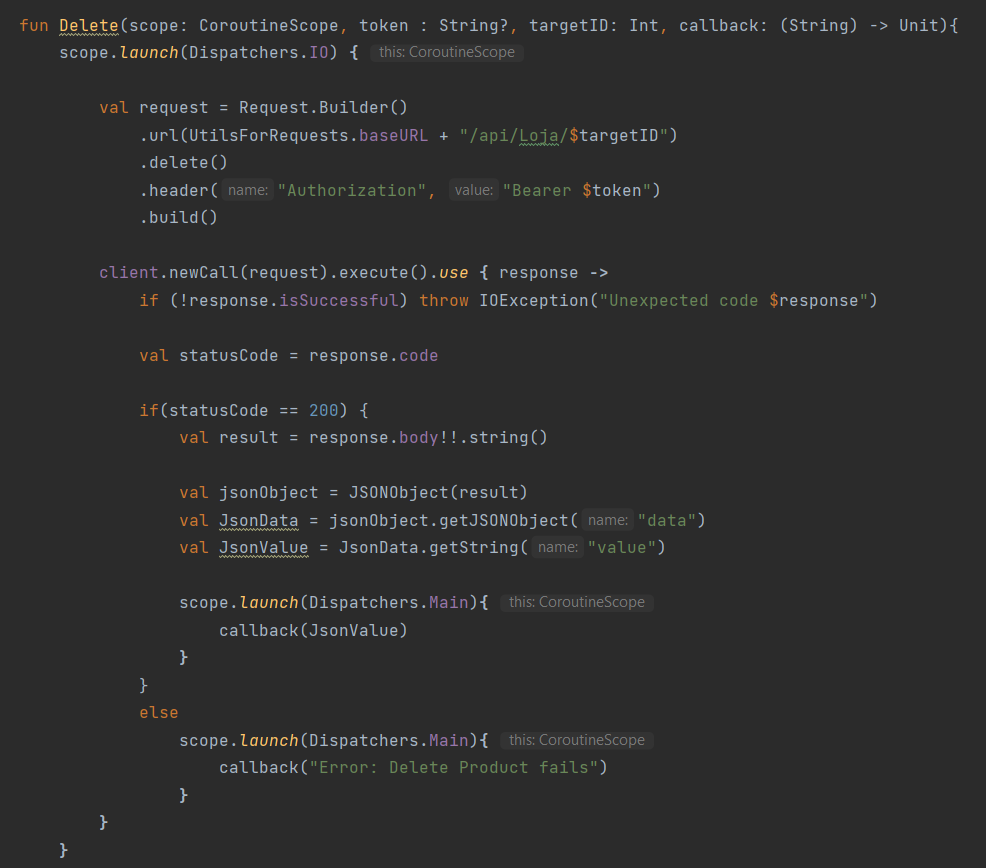 fun Delete(scope: CoroutineScope, token : String?, targetID: Int, callback: (String) -> Unit){
    scope.launch(Dispatchers.IO) { this: CoroutineScope

        val request = Request.Builder()
            .url(UtilsForRequests.baseURL + "/api/Loja/$targetID")
            .delete()
            .header( name: "Authorization", value: "Bearer $token")
            .build()

        client.newCall(request).execute().use { response ->
            if (!response.isSuccessful) throw IOException("Unexpected code $response")

            val statusCode = response.code

            if(statusCode == 200) {
                val result = response.body!!.string()

                val jsonObject = JSONObject(result)
                val JsonData = jsonObject.getJSONObject( name: "data")
                val JsonValue = JsonData.getString( name: "value")

                scope.launch(Dispatchers.Main){ this: CoroutineScope
                    callback(JsonValue)
                }
            }
            else
                scope.launch(Dispatchers.Main){ this: CoroutineScope
                    callback("Error: Delete Product fails")
                }
        }
    }